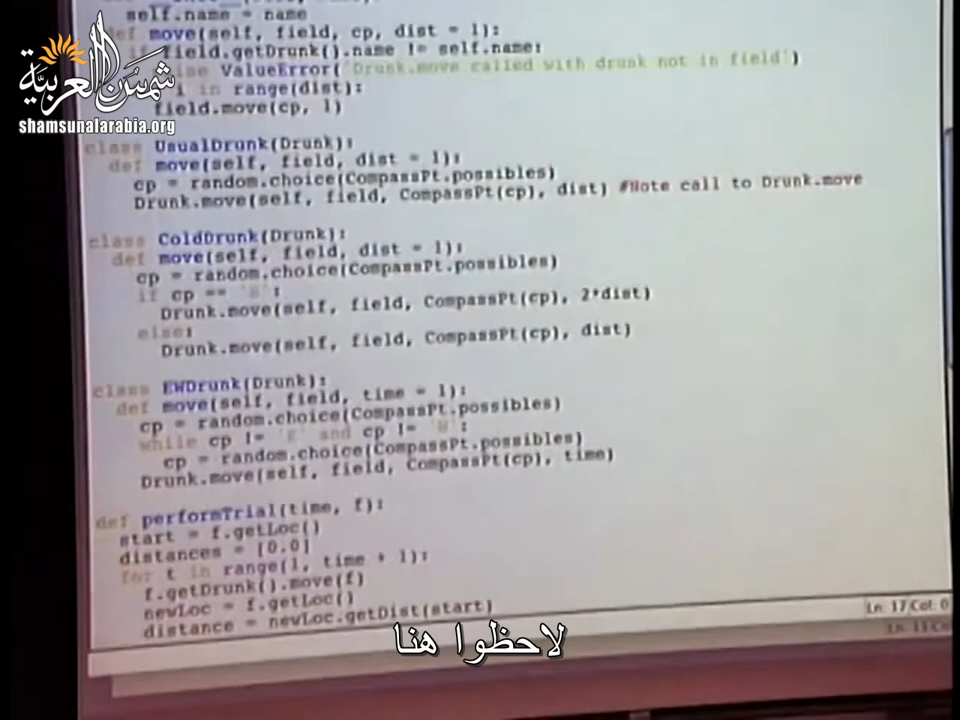 شمس العربية
shamsunalarabia.org
self.name = name
def move(self, field, cp, dist = 1):
if field.getDrunk().name != self.name:
ValueError('Drunk.move called with drunk not in field')
i in range(dist):
field.move(cp, 1)
class UsualDrunk(Drunk):
def move(self, field, dist = 1):
cp = random.choice(CompassPt.possibles)
Drunk.move(self, field, CompassPt(cp), dist) #Note call to Drunk.move
class ColdDrunk(Drunk):
def move(self, field, dist = 1):
cp = random.choice(CompassPt.possibles)
if cp == 'S':
Drunk.move(self, field, CompassPt(cp), 2*dist)
else:
Drunk.move(self, field, CompassPt(cp), dist)
class EWDrunk(Drunk):
def move(self, field, time = 1):
cp = random.choice(CompassPt.possibles)
while cp != 'E' and cp != 'W':
cp = random.choice(CompassPt.possibles)
Drunk.move(self, field, CompassPt(cp), time)
def performTrial(time, f):
start = f.getLoc()
distances = [0.0]
for t in range(1, time + 1):
f.getDrunk().move(f)
newLoc = f.getLoc()
distance = newLoc.getDist(start)
Ln: 17 Col: 0
لاحظوا هنا